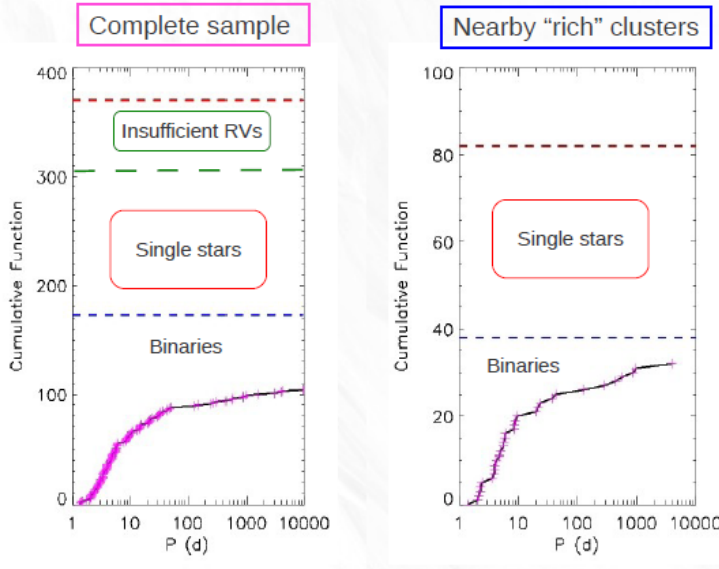 Complete sample
Nearby “rich” clusters
400
300
200
100
0
Cumulative Function
Insufficient RVs
Single stars
Binaries
1
10
100
1000
10000
P (d)
100
80
60
40
20
0
Cumulative Function
Single stars
Binaries
1
10
100
1000
10000
P (d)